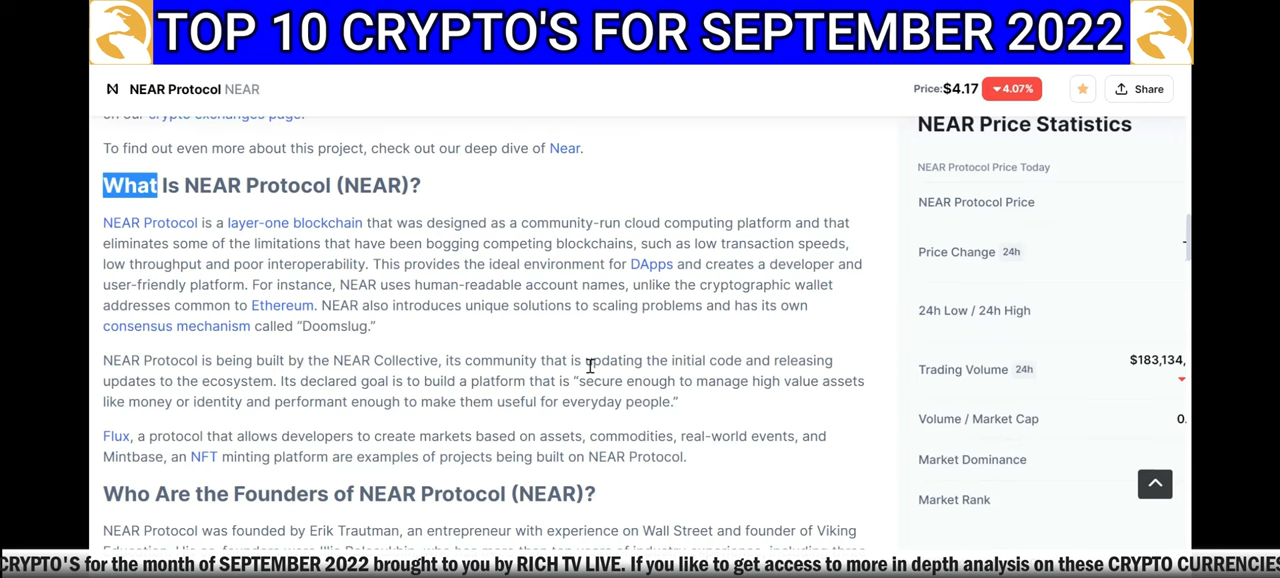 TOP 10 CRYPTO'S FOR SEPTEMBER 2022
NEAR Protocol NEAR
Price:$4.17 ▾4.07%
Share
on our crypto exchanges page.
To find out even more about this project, check out our deep dive of Near.
What Is NEAR Protocol (NEAR)?
NEAR Protocol is a layer-one blockchain that was designed as a community-run cloud computing platform and that
eliminates some of the limitations that have been bogging competing blockchains, such as low transaction speeds,
low throughput and poor interoperability. This provides the ideal environment for DApps and creates a developer and
user-friendly platform. For instance, NEAR uses human-readable account names, unlike the cryptographic wallet
addresses common to Ethereum. NEAR also introduces unique solutions to scaling problems and has its own
consensus mechanism called “Doomslug.”
NEAR Protocol is being built by the NEAR Collective, its community that is updating the initial code and releasing
updates to the ecosystem. Its declared goal is to build a platform that is “secure enough to manage high value assets
like money or identity and performant enough to make them useful for everyday people.”
Flux, a protocol that allows developers to create markets based on assets, commodities, real-world events, and
Mintbase, an NFT minting platform are examples of projects being built on NEAR Protocol.
Who Are the Founders of NEAR Protocol (NEAR)?
NEAR Protocol was founded by Erik Trautman, an entrepreneur with experience on Wall Street and founder of Viking
NEAR Price Statistics
NEAR Protocol Price Today
NEAR Protocol Price
Price Change 24h
24h Low / 24h High
Trading Volume 24h
$183,134,
Volume / Market Cap
0.
Market Dominance
Market Rank
CRYPTO'S for the month of SEPTEMBER 2022 brought to you by RICH TV LIVE. If you like to get access to more in depth analysis on these CRYPTO CURRENCIES